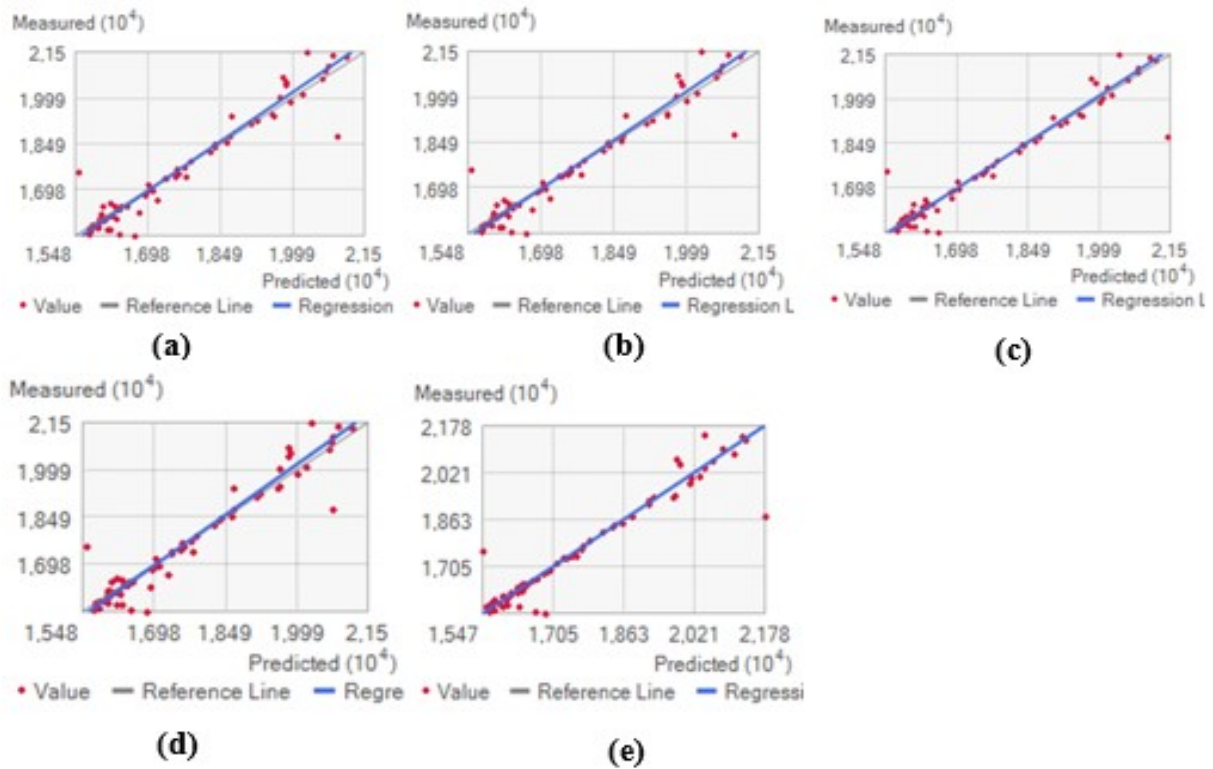 Measured (10⁴)
2,15
1,999
1,849
1,698
1,548 1,698 1,849 1,999 2,15
Predicted (10⁴)
Value Reference Line Regression
(a)
Measured (10⁴)
2,15
1,999
1,849
1,698
1,548 1,698 1,849 1,999 2,15
Predicted (10⁴)
Value Reference Line Regression L
(b)
Measured (10⁴)
2,15
1,999
1,849
1,698
1,548 1,698 1,849 1,999 2,15
Predicted (10⁴)
Value Reference Line Regression L
(c)
Measured (10⁴)
2,15
1,999
1,849
1,698
1,548 1,698 1,849 1,999 2,15
Predicted (10⁴)
Value Reference Line Regre
(d)
Measured (10⁴)
2,178
2,021
1,863
1,705
1,547 1,705 1,863 2,021 2,178
Predicted (10⁴)
Value Reference Line Regressi
(e)